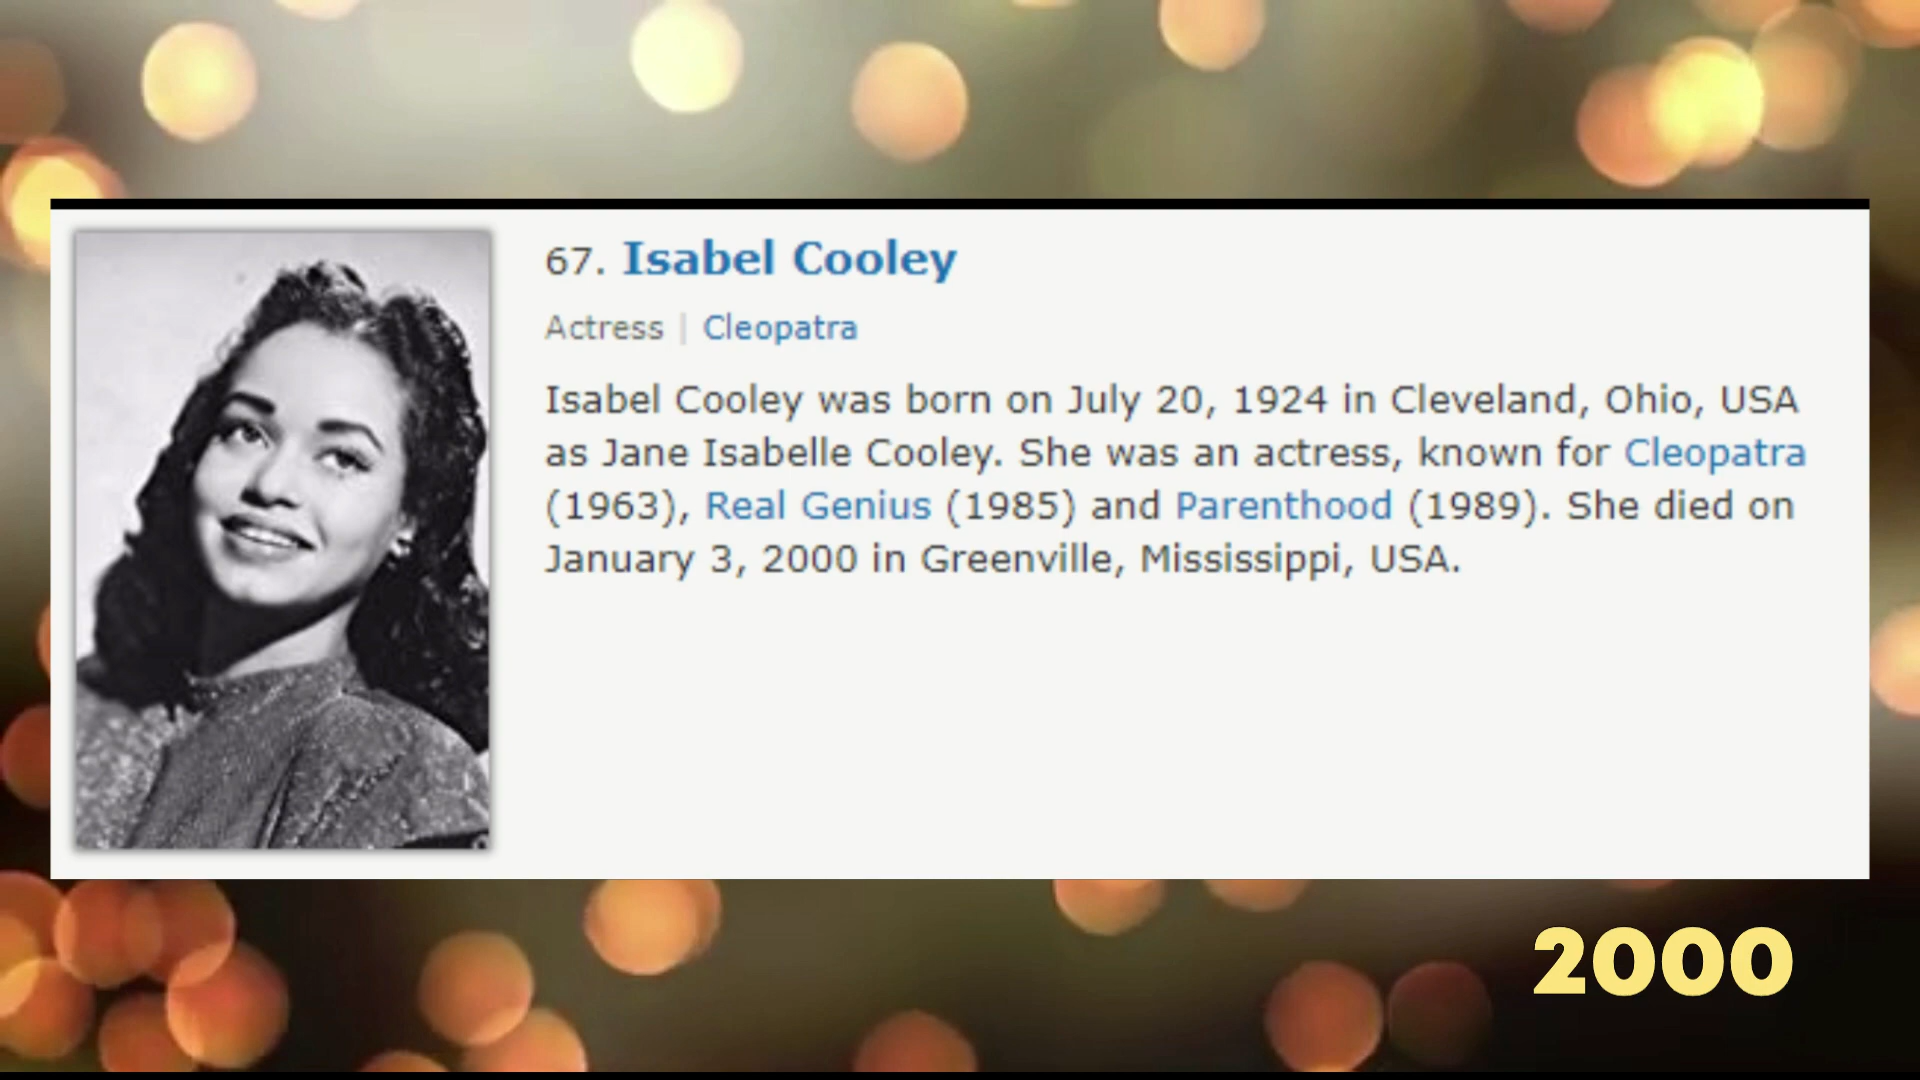 67. Isabel Cooley
Actress | Cleopatra
Isabel Cooley was born on July 20, 1924 in Cleveland, Ohio, USA
as Jane Isabelle Cooley. She was an actress, known for Cleopatra
(1963), Real Genius (1985) and Parenthood (1989). She died on
January 3, 2000 in Greenville, Mississippi, USA.
2000